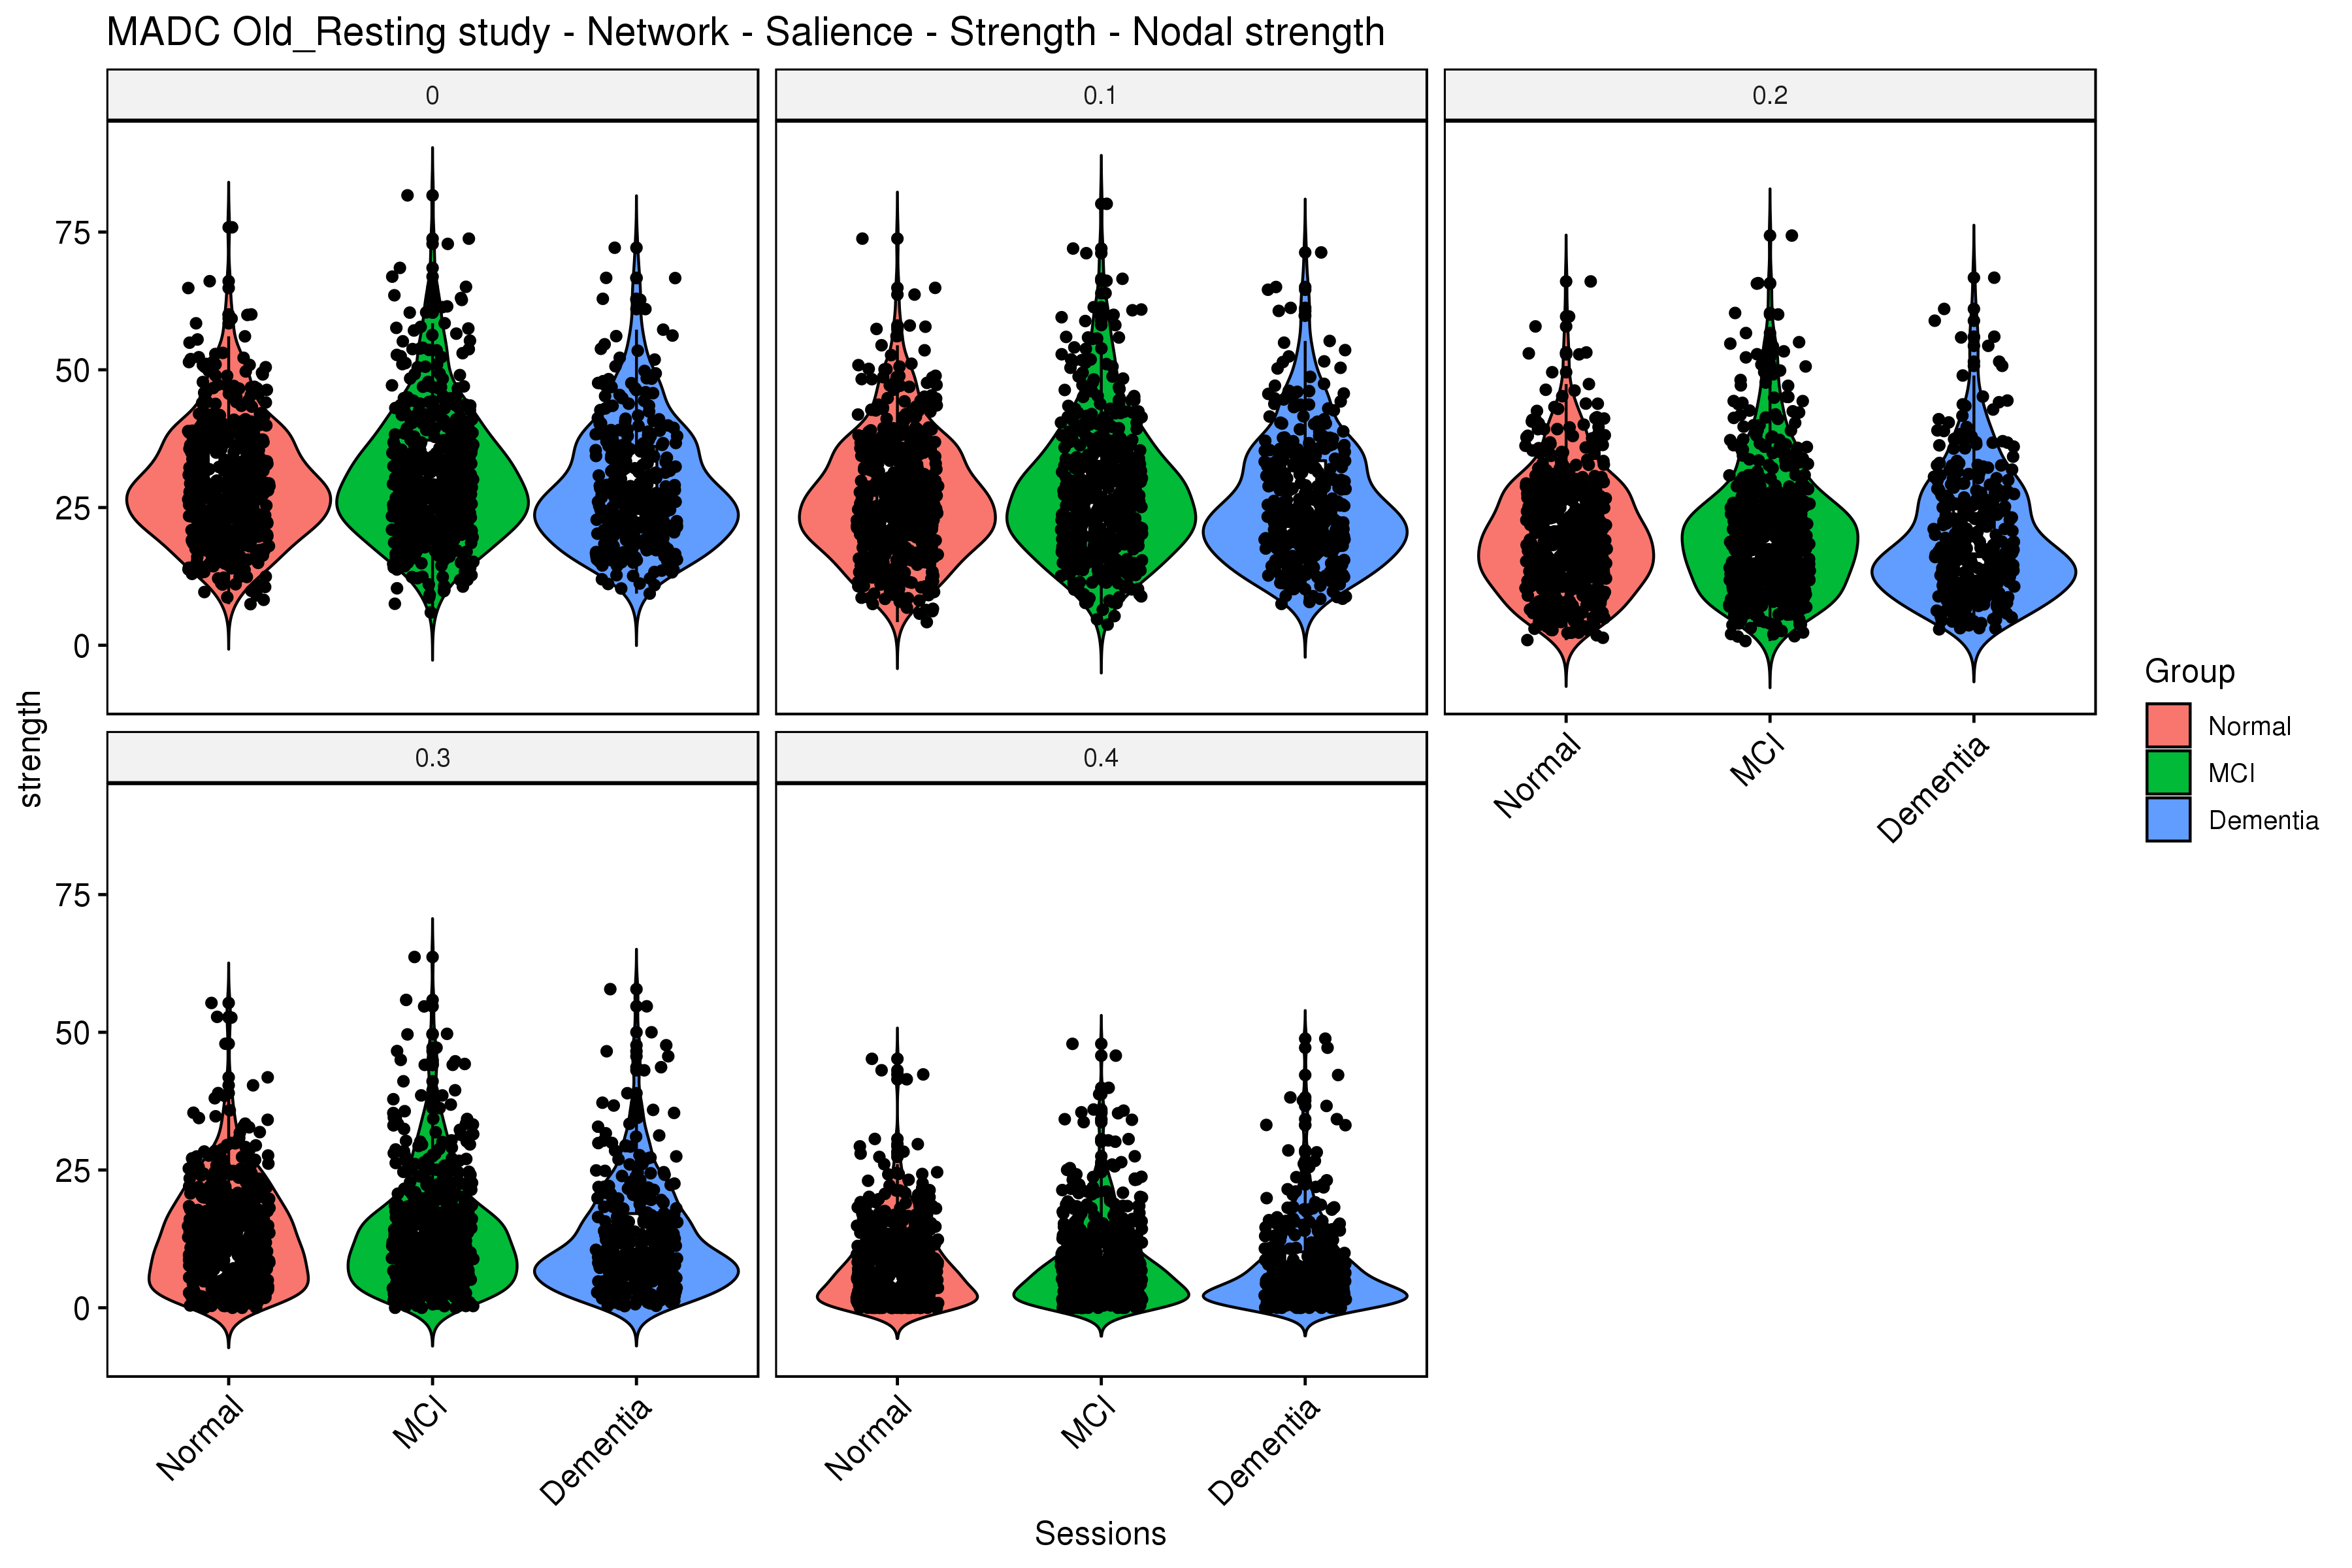 MADC Old_Resting study - Network - Salience - Strength - Nodal strength
0
0.1
0.2
75
50
25
0
Normal
MCI
Dementia
0.3
0.4
75
50
25
0
Normal
MCI
Dementia
Normal
MCI
Dementia
strength
Sessions
Group
Normal
MCI
Dementia